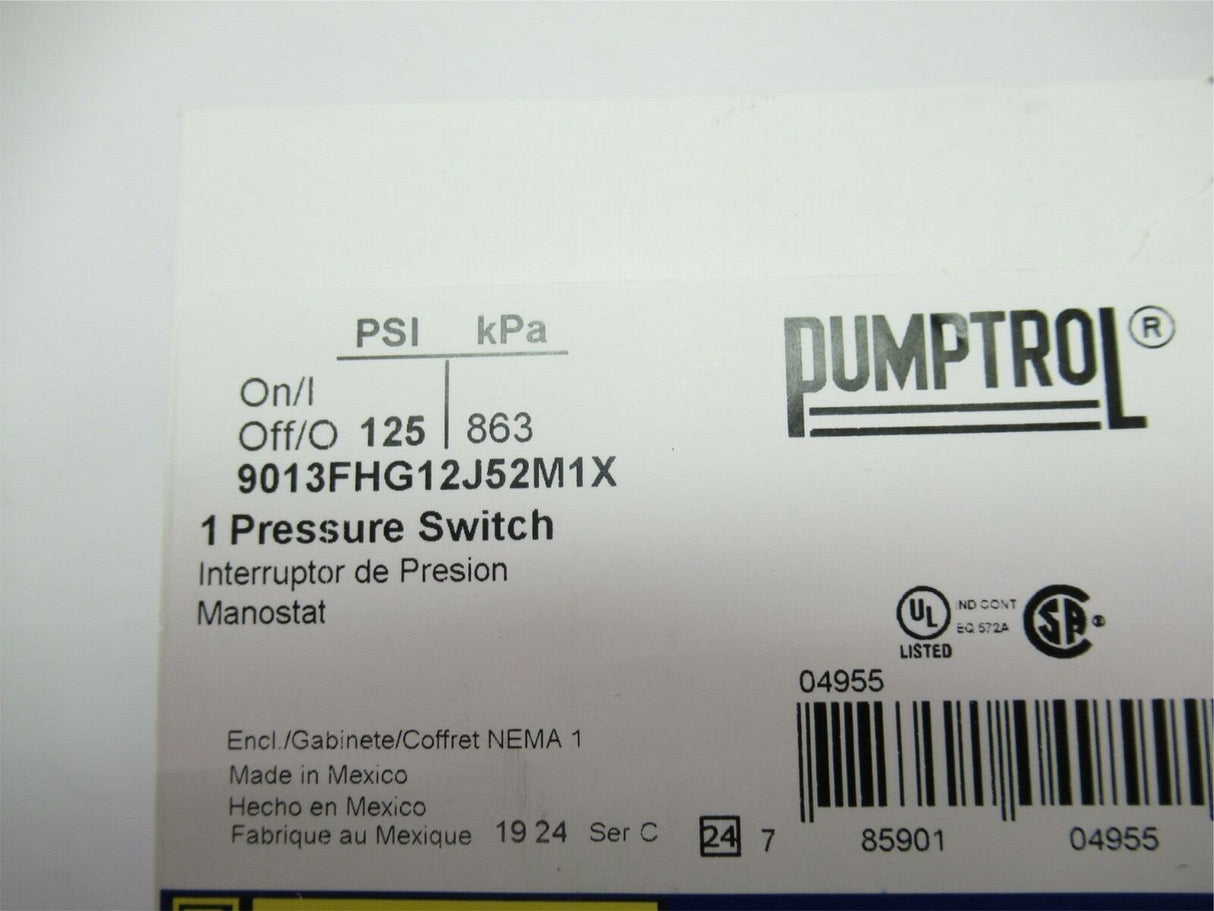 PSI kPa
On/I
Off/O 125 863
9013FHG12J52M1X
1 Pressure Switch
Interruptor de Presion
Manostat
PUMPTROL®
UL
LISTED
IND CONT
EQ 572A
SA ®
04955
85901 04955
Encl./Gabinete/Coffret NEMA 1
Made in Mexico
Hecho en Mexico
Fabrique au Mexique 19 24 Ser C 24 7